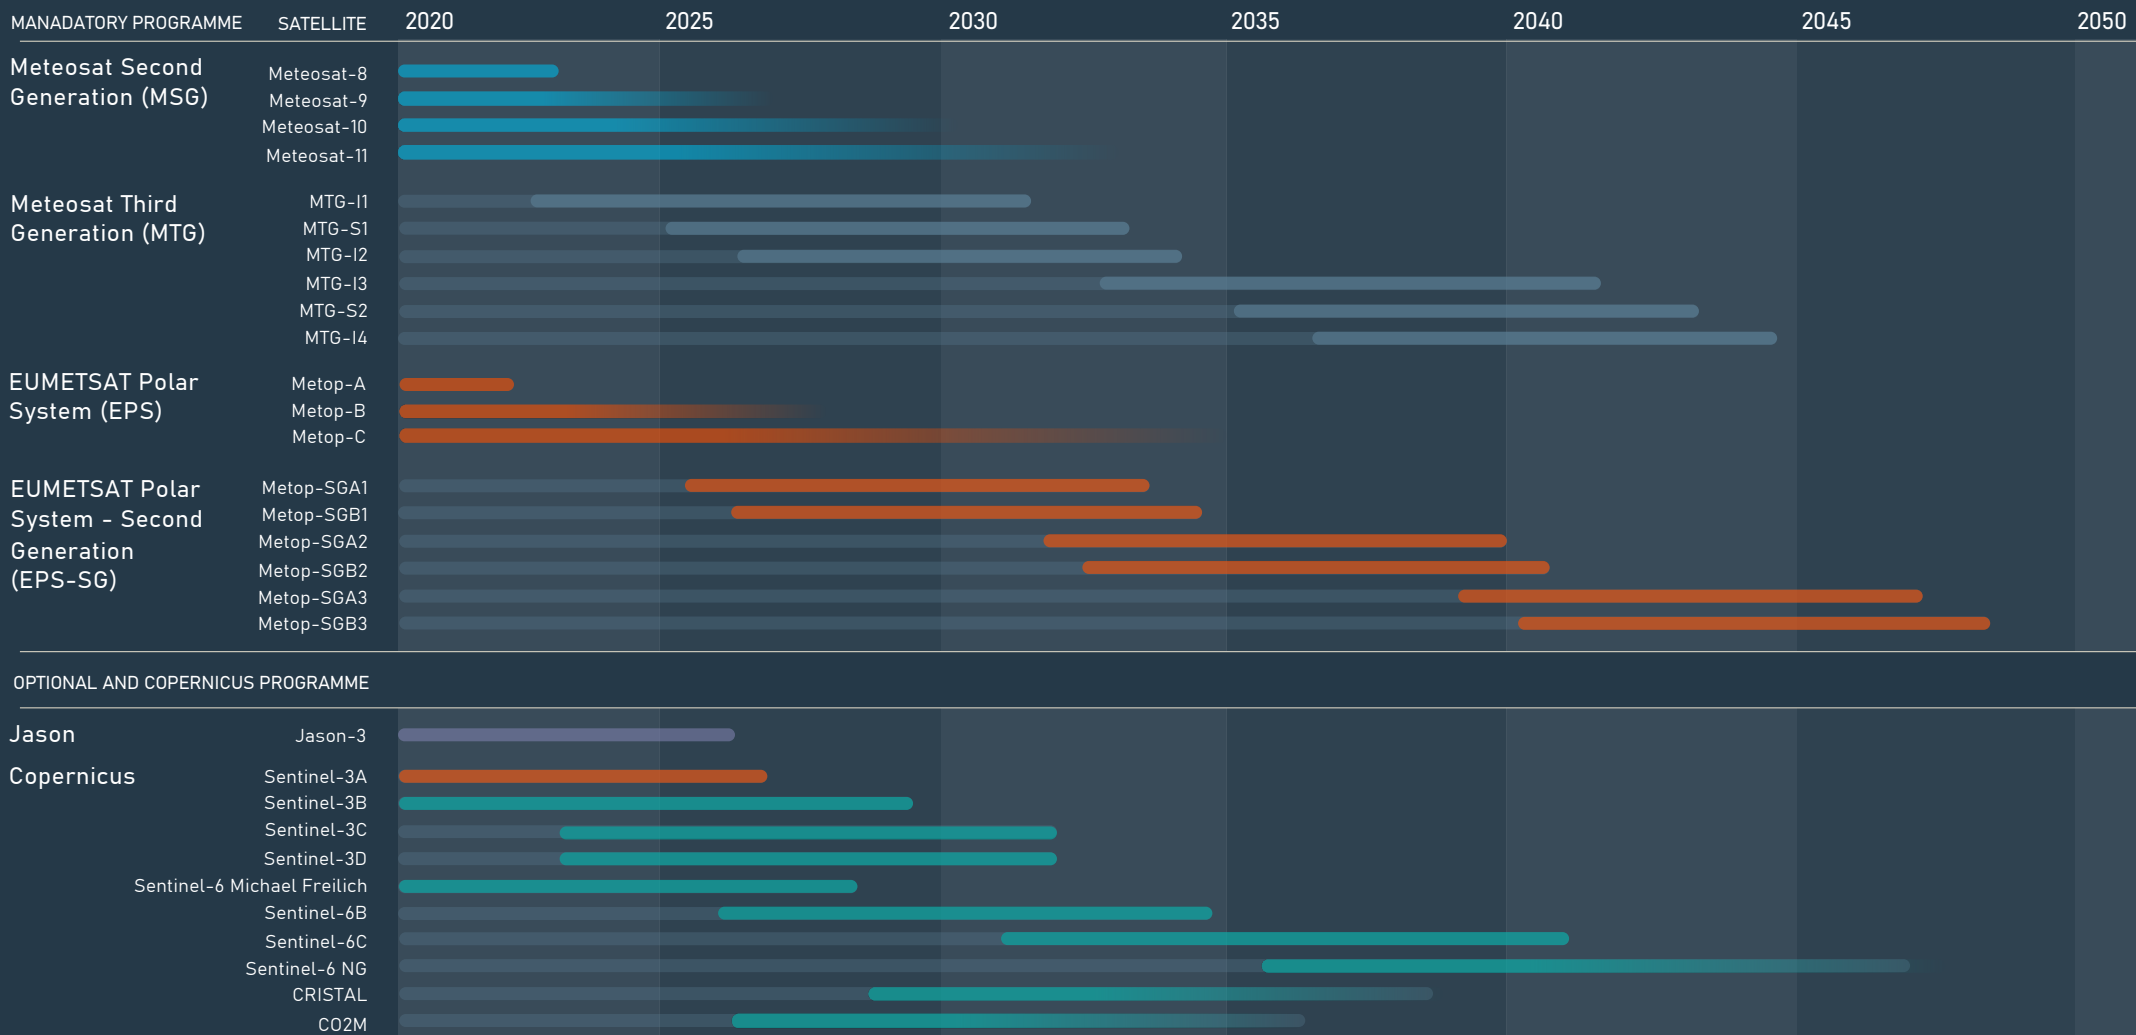 MANADATORY PROGRAMME SATELLITE 2020 2025 2030 2035 2040 2045 2050
Meteosat Second
Generation (MSG)
Meteosat-8
Meteosat-9
Meteosat-10
Meteosat-11
Meteosat Third
Generation (MTG)
MTG-I1
MTG-S1
MTG-I2
MTG-I3
MTG-S2
MTG-I4
EUMETSAT Polar
System (EPS)
Metop-A
Metop-B
Metop-C
EUMETSAT Polar
System - Second
Generation
(EPS-SG)
Metop-SGA1
Metop-SGB1
Metop-SGA2
Metop-SGB2
Metop-SGA3
Metop-SGB3
OPTIONAL AND COPERNICUS PROGRAMME
Jason
Jason-3
Copernicus
Sentinel-3A
Sentinel-3B
Sentinel-3C
Sentinel-3D
Sentinel-6 Michael Freilich
Sentinel-6B
Sentinel-6C
Sentinel-6 NG
CRISTAL
CO2M